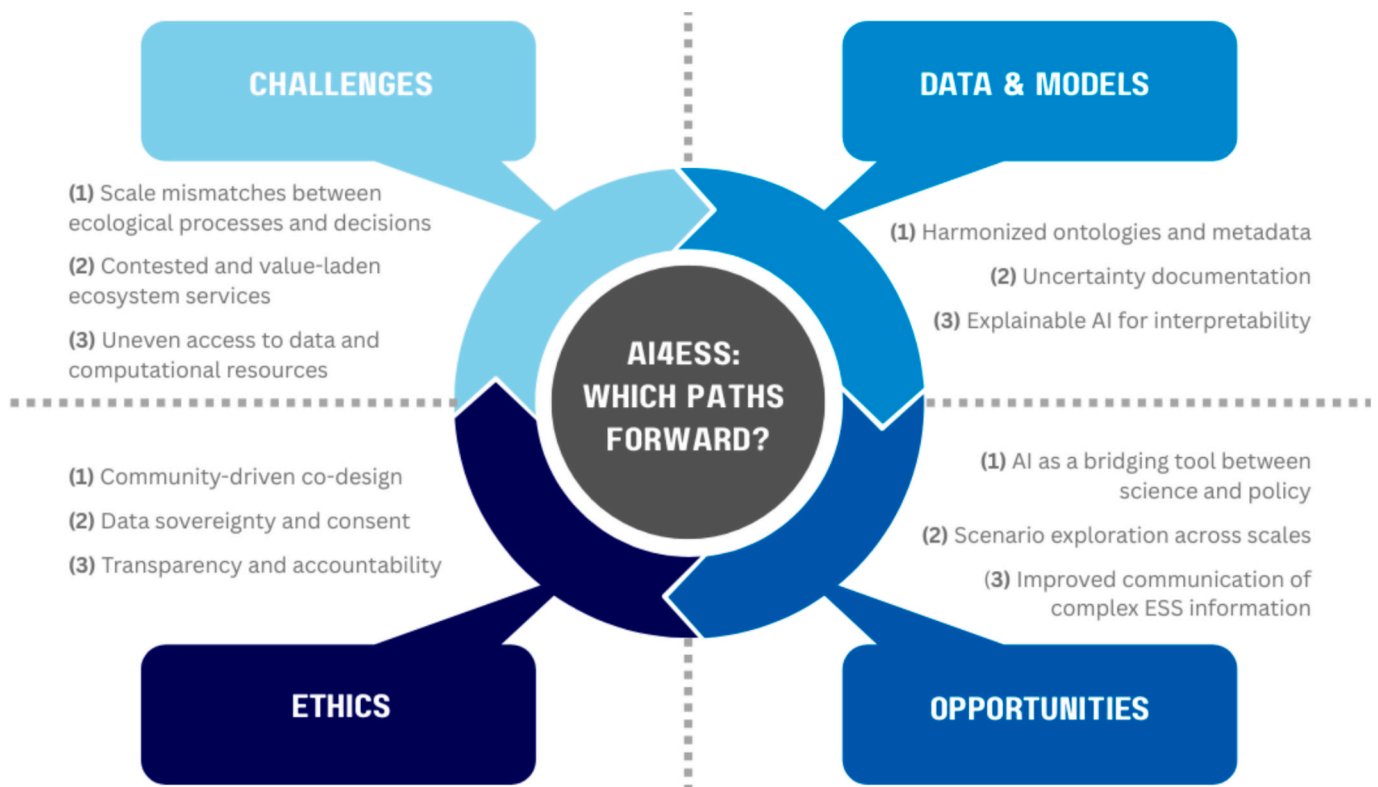 CHALLENGES
(1) Scale mismatches between
ecological processes and decisions
(2) Contested and value-laden
ecosystem services
(3) Uneven access to data and
computational resources
DATA & MODELS
(1) Harmonized ontologies and metadata
(2) Uncertainty documentation
(3) Explainable AI for interpretability
AI4ESS:
WHICH PATHS
FORWARD?
(1) Community-driven co-design
(2) Data sovereignty and consent
(3) Transparency and accountability
ETHICS
(1) AI as a bridging tool between
science and policy
(2) Scenario exploration across scales
(3) Improved communication of
complex ESS information
OPPORTUNITIES